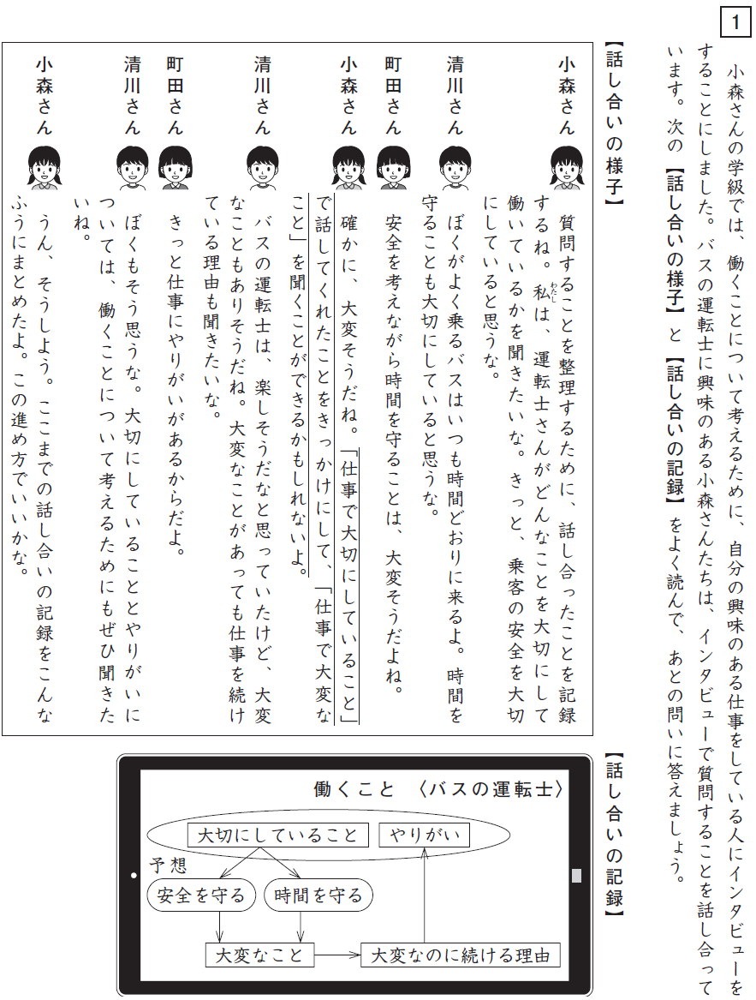 1
小森さんの学級では、働くことについて考えるために、自分の興味のある仕事をしている人にインタビューを
することにしました。バスの運転士に興味のある小森さんたちは、インタビューで質問することを話し合って
います。次の【話し合いの様子】と【話し合いの記録】をよく読んで、あとの問いに答えましょう。
【話し合いの様子】
小森さん
質問することを整理するために、話し合ったことを記録
するね。私は、運転士さんがどんなことを大切にして
わたし
働いているかを聞きたいな。きっと、乗客の安全を大切
にしていると思うな。
清川さん
ぼくがよく乗るバスはいつも時間どおりに来るよ。時間を
守ることも大切にしていると思うな。
町田さん
安全を考えながら時間を守ることは、大変そうだよね。
小森さん
確かに、大変そうだね。「仕事で大切にしていること」
で話してくれたことをきっかけにして、「仕事で大変な
こと」を聞くことができるかもしれないよ。
清川さん
バスの運転士は、楽しそうだなと思っていたけど、大変
なこともありそうだね。大変なことがあっても仕事を続け
ている理由も聞きたいな。
町田さん
きっと仕事にやりがいがあるからだよ。
清川さん
ぼくもそう思うな。大切にしていることとやりがいに
ついては、働くことについて考えるためにもぜひ聞きた
いね。
小森さん
うん、そうしよう。ここまでの話し合いの記録をこんな
ふうにまとめたよ。この進め方でいいかな。
【話し合いの記録】
働くこと 〈バスの運転士〉
大切にしていること
やりがい
予想
安全を守る
時間を守る
大変なこと
大変なのに続ける理由